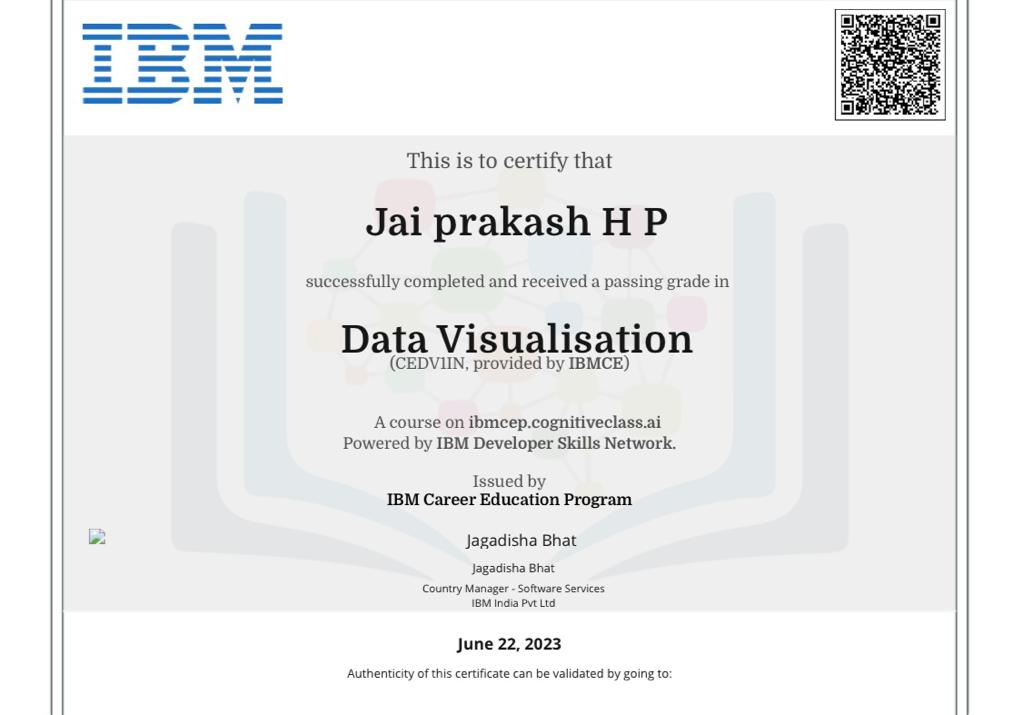 IBM
This is to certify that
Jai prakash H P
successfully completed and received a passing grade in
Data Visualisation
(CEDV1IN, provided by IBMCE)
A course on ibmcep.cognitiveclass.ai
Powered by IBM Developer Skills Network.
Issued by
IBM Career Education Program
Jagadisha Bhat
Jagadisha Bhat
Country Manager - Software Services
IBM India Pvt Ltd
June 22, 2023
Authenticity of this certificate can be validated by going to: